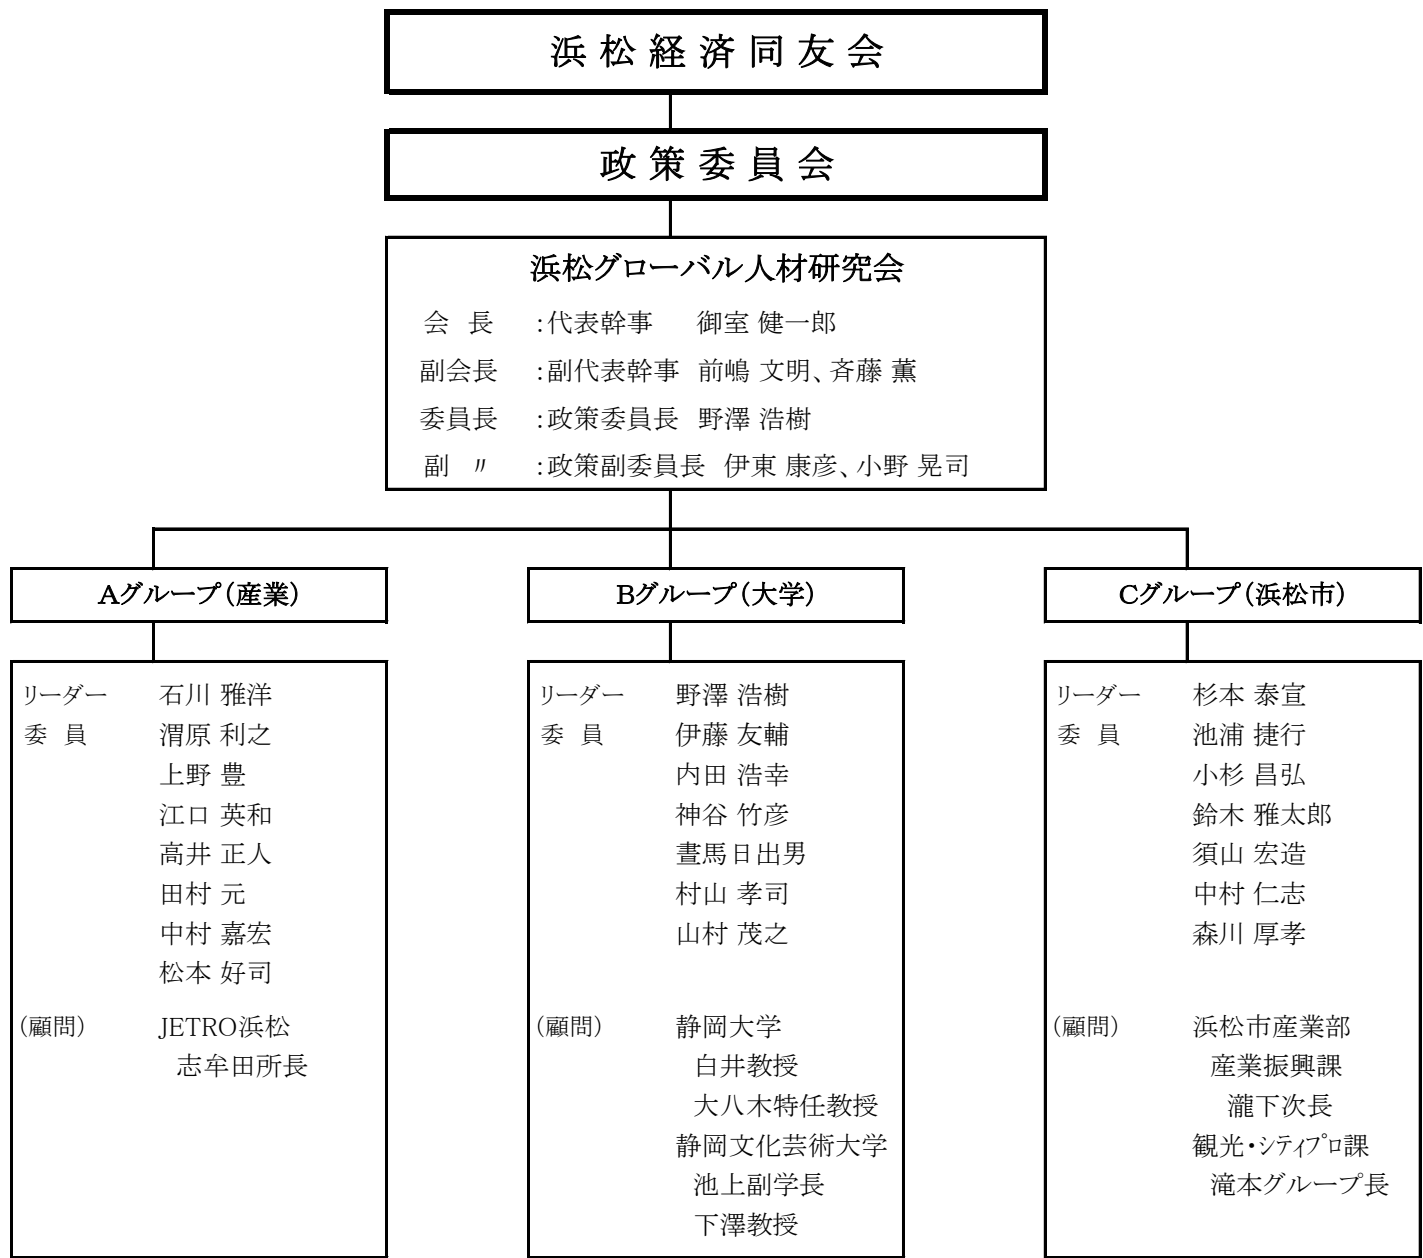 浜松経済同友会
政策委員会
浜松グローバル人材研究会
会 長 :代表幹事 御室 健一郎
副会長 :副代表幹事 前嶋 文明、斉藤 薫
委員長 :政策委員長 野澤 浩樹
副 〃 :政策副委員長 伊東 康彦、小野 晃司
Aグループ(産業)
リーダー 石川 雅洋
委 員 渭原 利之
上野 豊
江口 英和
高井 正人
田村 元
中村 嘉宏
松本 好司
(顧問) JETRO浜松
志牟田所長
Bグループ(大学)
リーダー 野澤 浩樹
委 員 伊藤 友輔
内田 浩幸
神谷 竹彦
晝馬日出男
村山 孝司
山村 茂之
(顧問) 静岡大学
白井教授
大八木特任教授
静岡文化芸術大学
池上副学長
下澤教授
Cグループ(浜松市)
リーダー 杉本 泰宣
委 員 池浦 捷行
小杉 昌弘
鈴木 雅太郎
須山 宏造
中村 仁志
森川 厚孝
(顧問) 浜松市産業部
産業振興課
瀧下次長
観光・シティプロ課
滝本グループ長